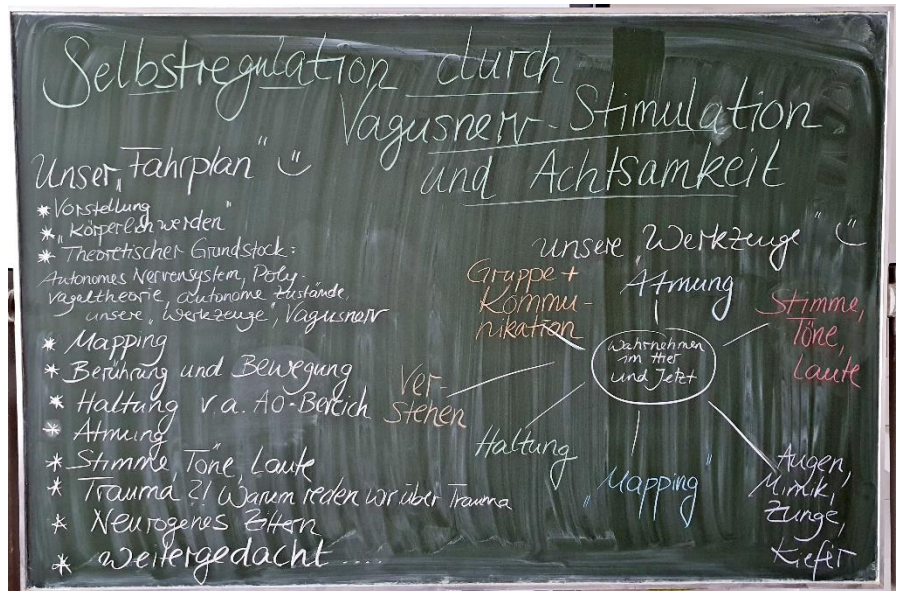 Selbstregulation durch
Vagusnerv-Stimulation
und Achtsamkeit
Unser „Fahrplan" ☺
* Vorstellung
* „Körperlich werden"
* Theoretischer Grundstock:
Autonomes Nervensystem, Poly-
vagaltheorie, autonome Zustände,
unsere „Werkzeuge", Vagusnerv
* Mapping
* Berührung und Bewegung
* Haltung v.a. AO-Bereich
* Atmung
* Stimme, Töne, Laute
* Trauma ?! Warum reden wir über Trauma
* Neurogenes Zittern
* Weitergedacht ....
unsere „Werkzeuge" ☺
Gruppe +
Kommu-
nikation
Atmung
Stimme,
Töne,
Laute
Wahrnehmen
im Hier
und Jetzt
Ver-
stehen
Haltung
„Mapping"
Augen,
Mimik,
Zunge,
Kiefer